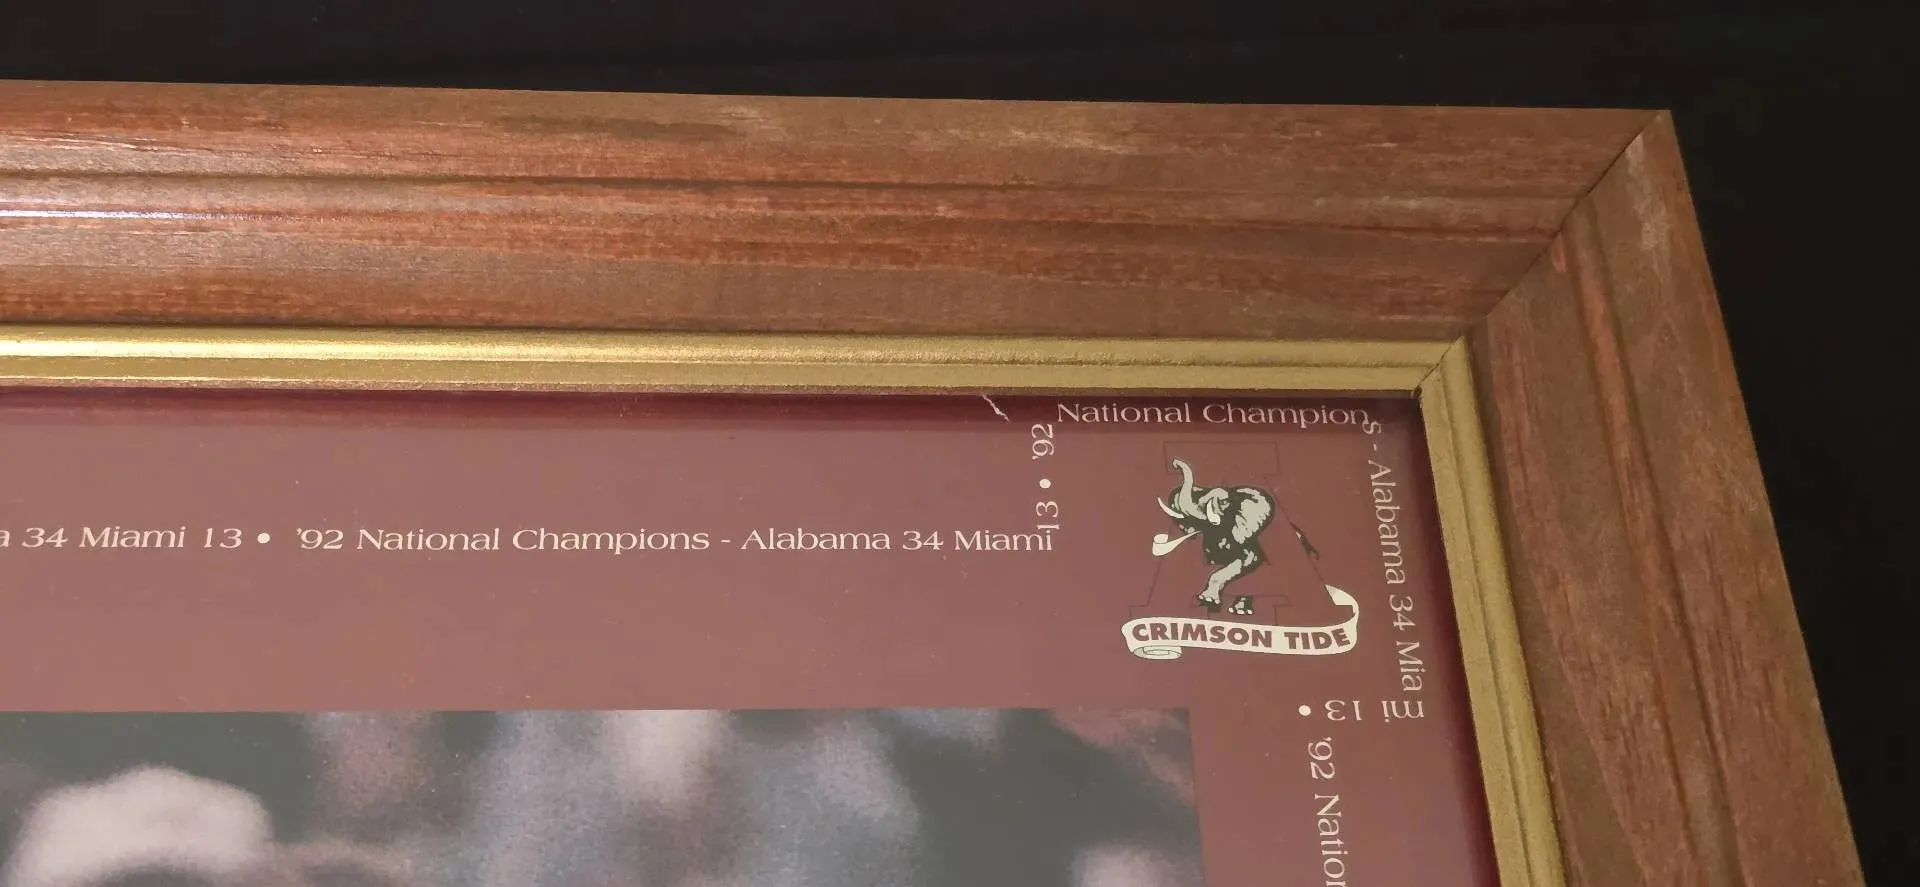 a 34 Miami 13 • '92 National Champions - Alabama 34 Miami 13 • '92 National Champions - Alabama 34 Miami 13 • '92 Nation
CRIMSON TIDE